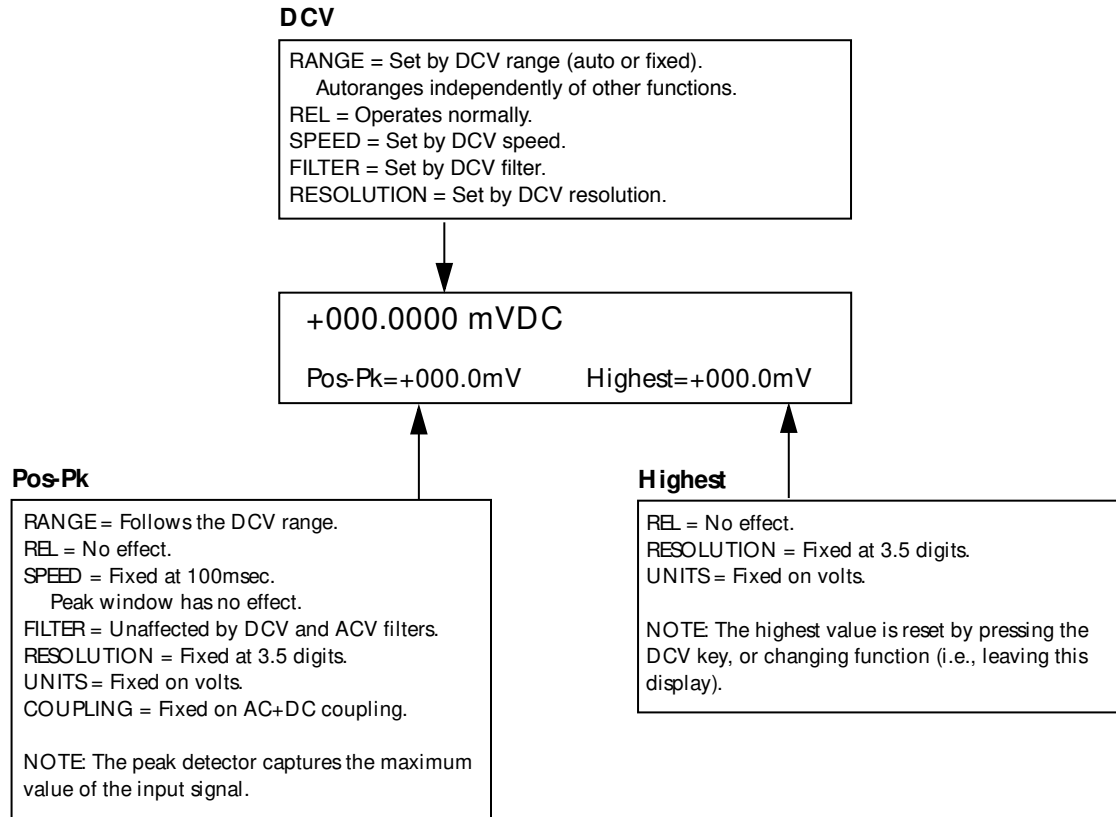 DCV
RANGE = Set by DCV range (auto or fixed).
Autoranges independently of other functions.
REL = Operates normally.
SPEED = Set by DCV speed.
FILTER = Set by DCV filter.
RESOLUTION = Set by DCV resolution.
+000.0000 mVDC
Pos-Pk=+000.0mV Highest=+000.0mV
Pos-Pk
RANGE = Follows the DCV range.
REL = No effect.
SPEED = Fixed at 100msec.
Peak window has no effect.
FILTER = Unaffected by DCV and ACV filters.
RESOLUTION = Fixed at 3.5 digits.
UNITS = Fixed on volts.
COUPLING = Fixed on AC+DC coupling.
NOTE: The peak detector captures the maximum
value of the input signal.
Highest
REL = No effect.
RESOLUTION = Fixed at 3.5 digits.
UNITS = Fixed on volts.
NOTE: The highest value is reset by pressing the
DCV key, or changing function (i.e., leaving this
display).